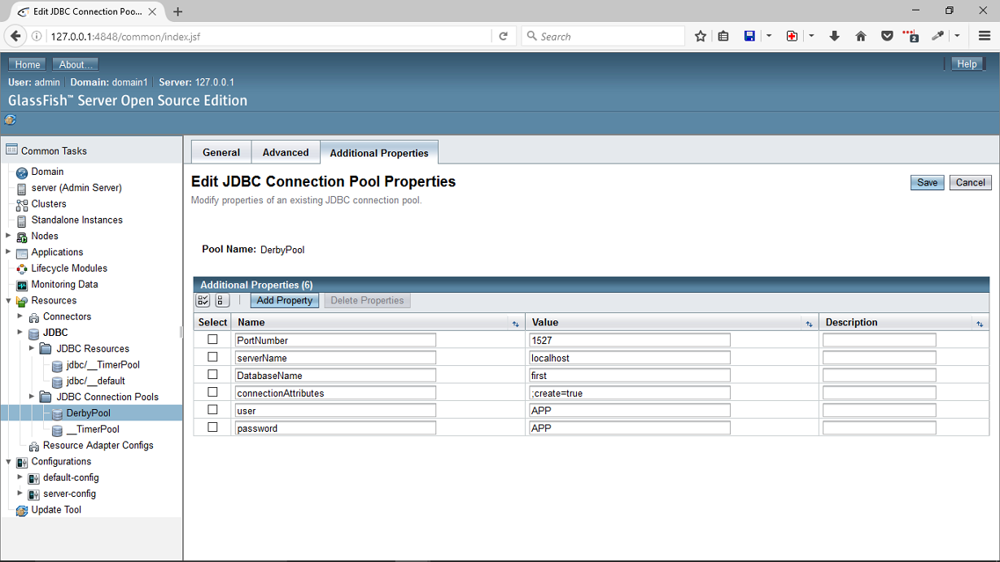 Edit JDBC Connection Poo...
127.0.0.1:4848/common/index.jsf
Search
2
Home
About...
Help
User: admin
Domain: domain1
Server: 127.0.0.1
GlassFish™ Server Open Source Edition
Common Tasks
Domain
server (Admin Server)
Clusters
Standalone Instances
Nodes
Applications
Lifecycle Modules
Monitoring Data
Resources
Connectors
JDBC
JDBC Resources
jdbc/__TimerPool
jdbc/__default
JDBC Connection Pools
DerbyPool
__TimerPool
Resource Adapter Configs
Configurations
default-config
server-config
Update Tool
General
Advanced
Additional Properties
Edit JDBC Connection Pool Properties
Save
Cancel
Modify properties of an existing JDBC connection pool.
Pool Name: DerbyPool
Additional Properties (6)
Add Property
Delete Properties
Select Name Value Description
PortNumber 1527
serverName localhost
DatabaseName first
connectionAttributes ;create=true
user APP
password APP